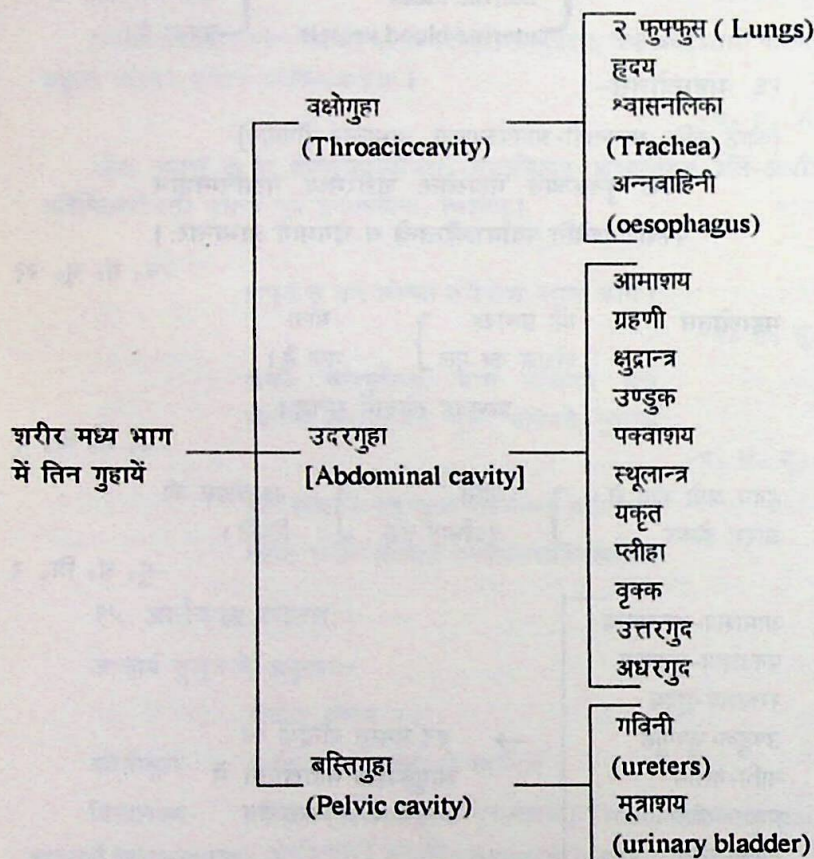 शरीर मध्य भाग
में तिन गुहायें
वक्षोगुहा
(Throaciccavity)
२ फुफ्फुस ( Lungs)
हृदय
श्वासनलिका
(Trachea)
अन्नवाहिनी
(oesophagus)
उदरगुहा
[Abdominal cavity]
आमाशय
ग्रहणी
क्षुद्रान्त्र
उण्डुक
पक्वाशय
स्थूलान्त्र
यकृत
प्लीहा
वृक्क
उत्तरगुद
अधरगुद
बस्तिगुहा
(Pelvic cavity)
गविनी
(ureters)
मूत्राशय
(urinary bladder)